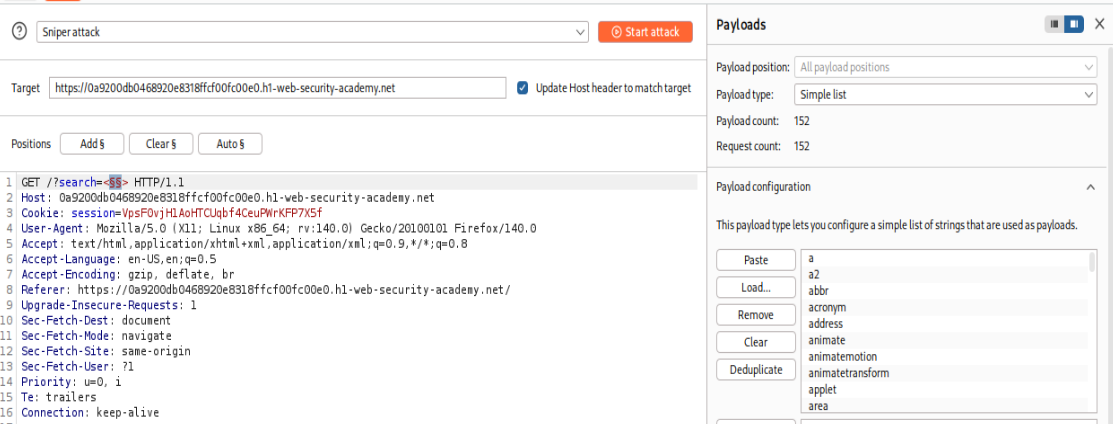 Sniper attack
Start attack
Target https://0a9200db0468920e8318ffcf00fc00e0.h1-web-security-academy.net Update Host header to match target
Positions Add § Clear § Auto §
1 GET /?search=<§§> HTTP/1.1
2 Host: 0a9200db0468920e8318ffcf00fc00e0.h1-web-security-academy.net
3 Cookie: session=VpsF0vjHlAoHTCUqbf4CeuPWrKFP7X5f
4 User-Agent: Mozilla/5.0 (X11; Linux x86_64; rv:140.0) Gecko/20100101 Firefox/140.0
5 Accept: text/html,application/xhtml+xml,application/xml;q=0.9,*/*;q=0.8
6 Accept-Language: en-US,en;q=0.5
7 Accept-Encoding: gzip, deflate, br
8 Referer: https://0a9200db0468920e8318ffcf00fc00e0.h1-web-security-academy.net/
9 Upgrade-Insecure-Requests: 1
10 Sec-Fetch-Dest: document
11 Sec-Fetch-Mode: navigate
12 Sec-Fetch-Site: same-origin
13 Sec-Fetch-User: ?1
14 Priority: u=0, i
15 Te: trailers
16 Connection: keep-alive
Payloads
Payload position: All payload positions
Payload type: Simple list
Payload count: 152
Request count: 152
Payload configuration
This payload type lets you configure a simple list of strings that are used as payloads.
Paste
Load...
Remove
Clear
Deduplicate
a
a2
abbr
acronym
address
animate
animatemotion
animatetransform
applet
area